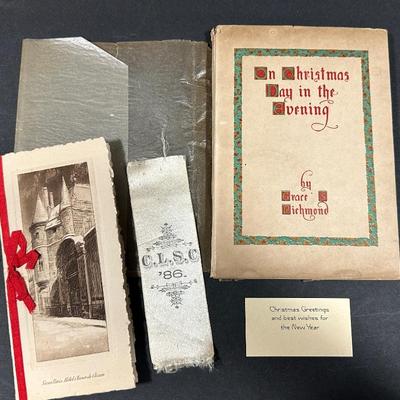 On Christmas
Day in the
Evening
by
Grace S
Richmond
C.L.S.C
'86.
Christmas Greetings
and best wishes for
the New Year